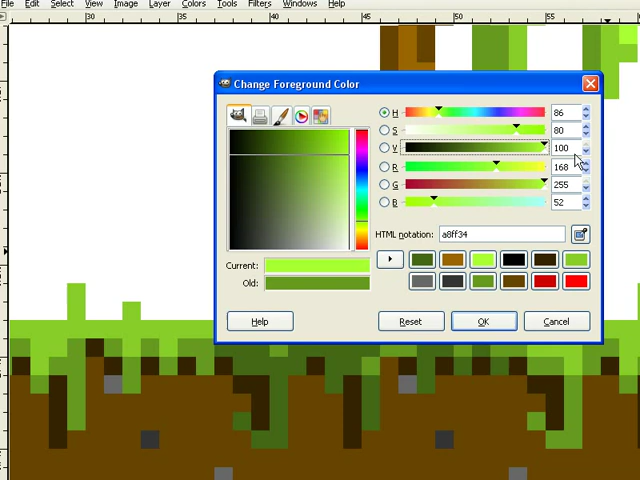 File Edit Select View Image Layer Colors Tools Filters Windows Help
30 35 40 45 50 55
Change Foreground Color
H 86
S 80
V 100
R 168
G 255
B 52
HTML notation: a8ff34
Current:
Old:
Help Reset OK Cancel